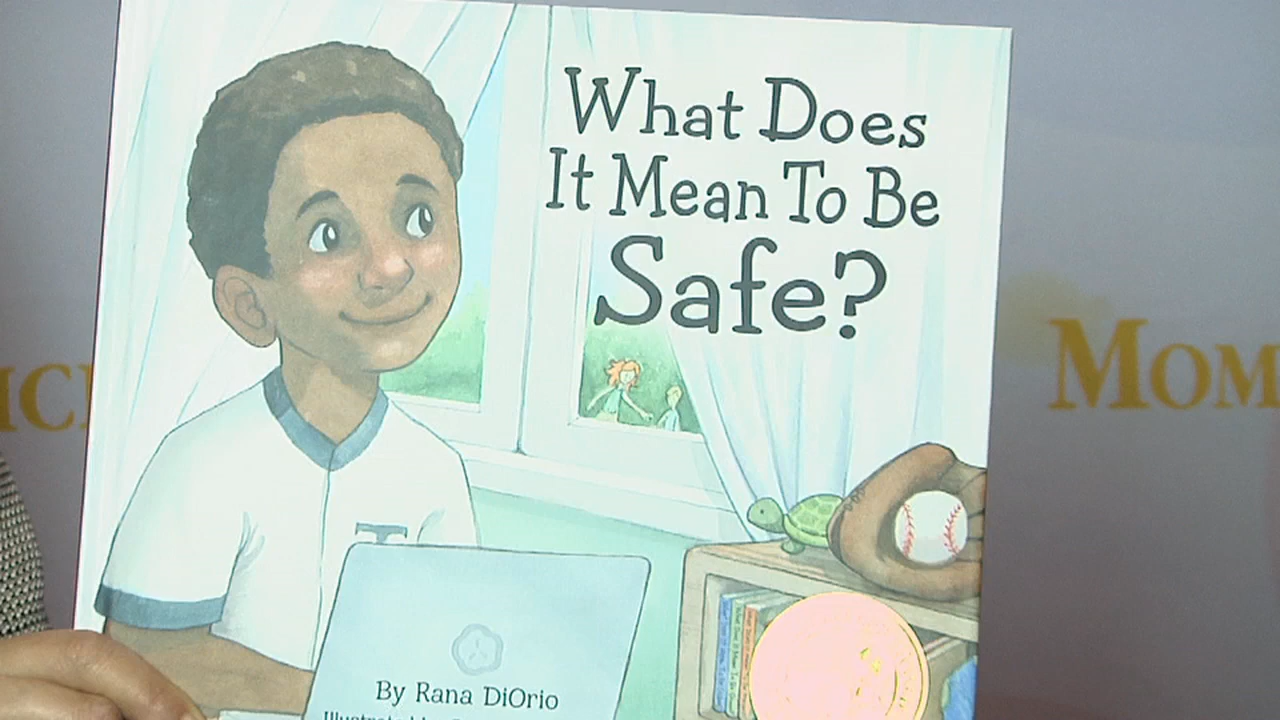 What Does
It Mean To Be
Safe?
MOM
By Rana DiOrio